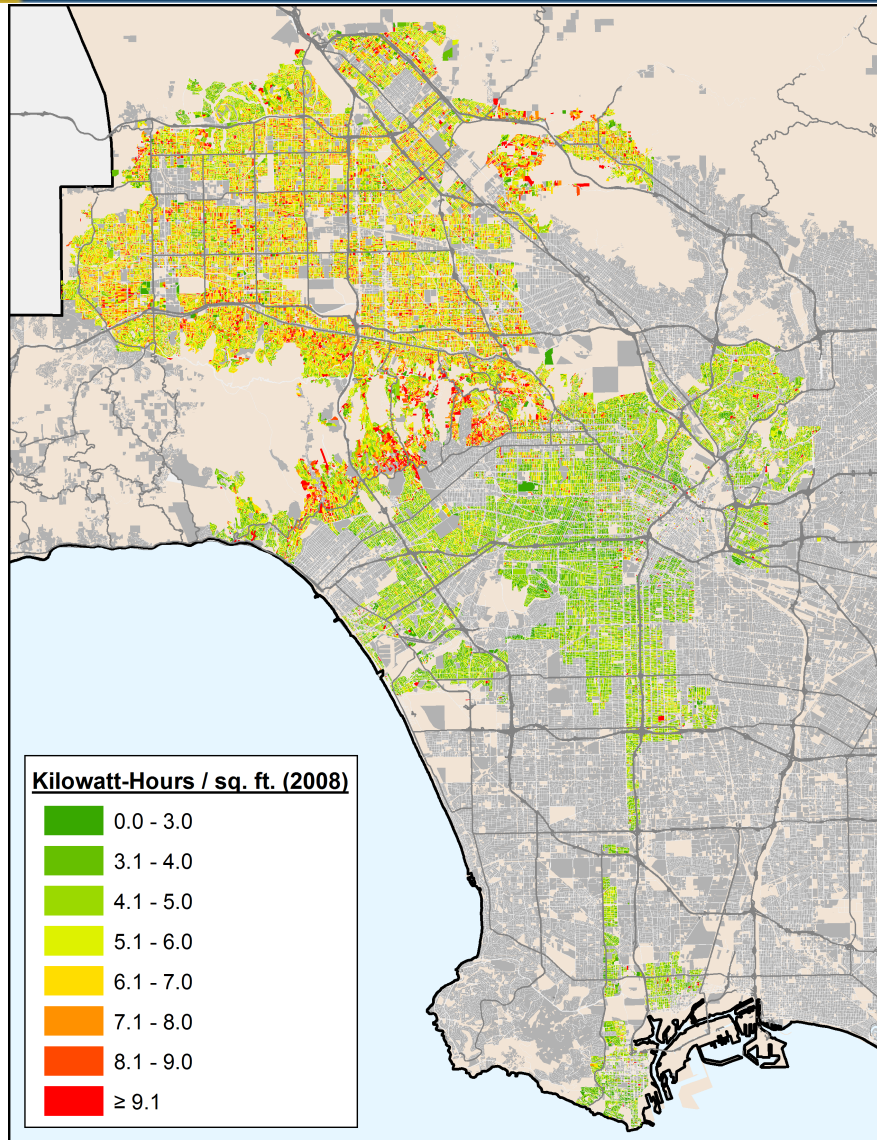 Kilowatt-Hours / sq. ft. (2008)
0.0 - 3.0
3.1 - 4.0
4.1 - 5.0
5.1 - 6.0
6.1 - 7.0
7.1 - 8.0
8.1 - 9.0
≥ 9.1